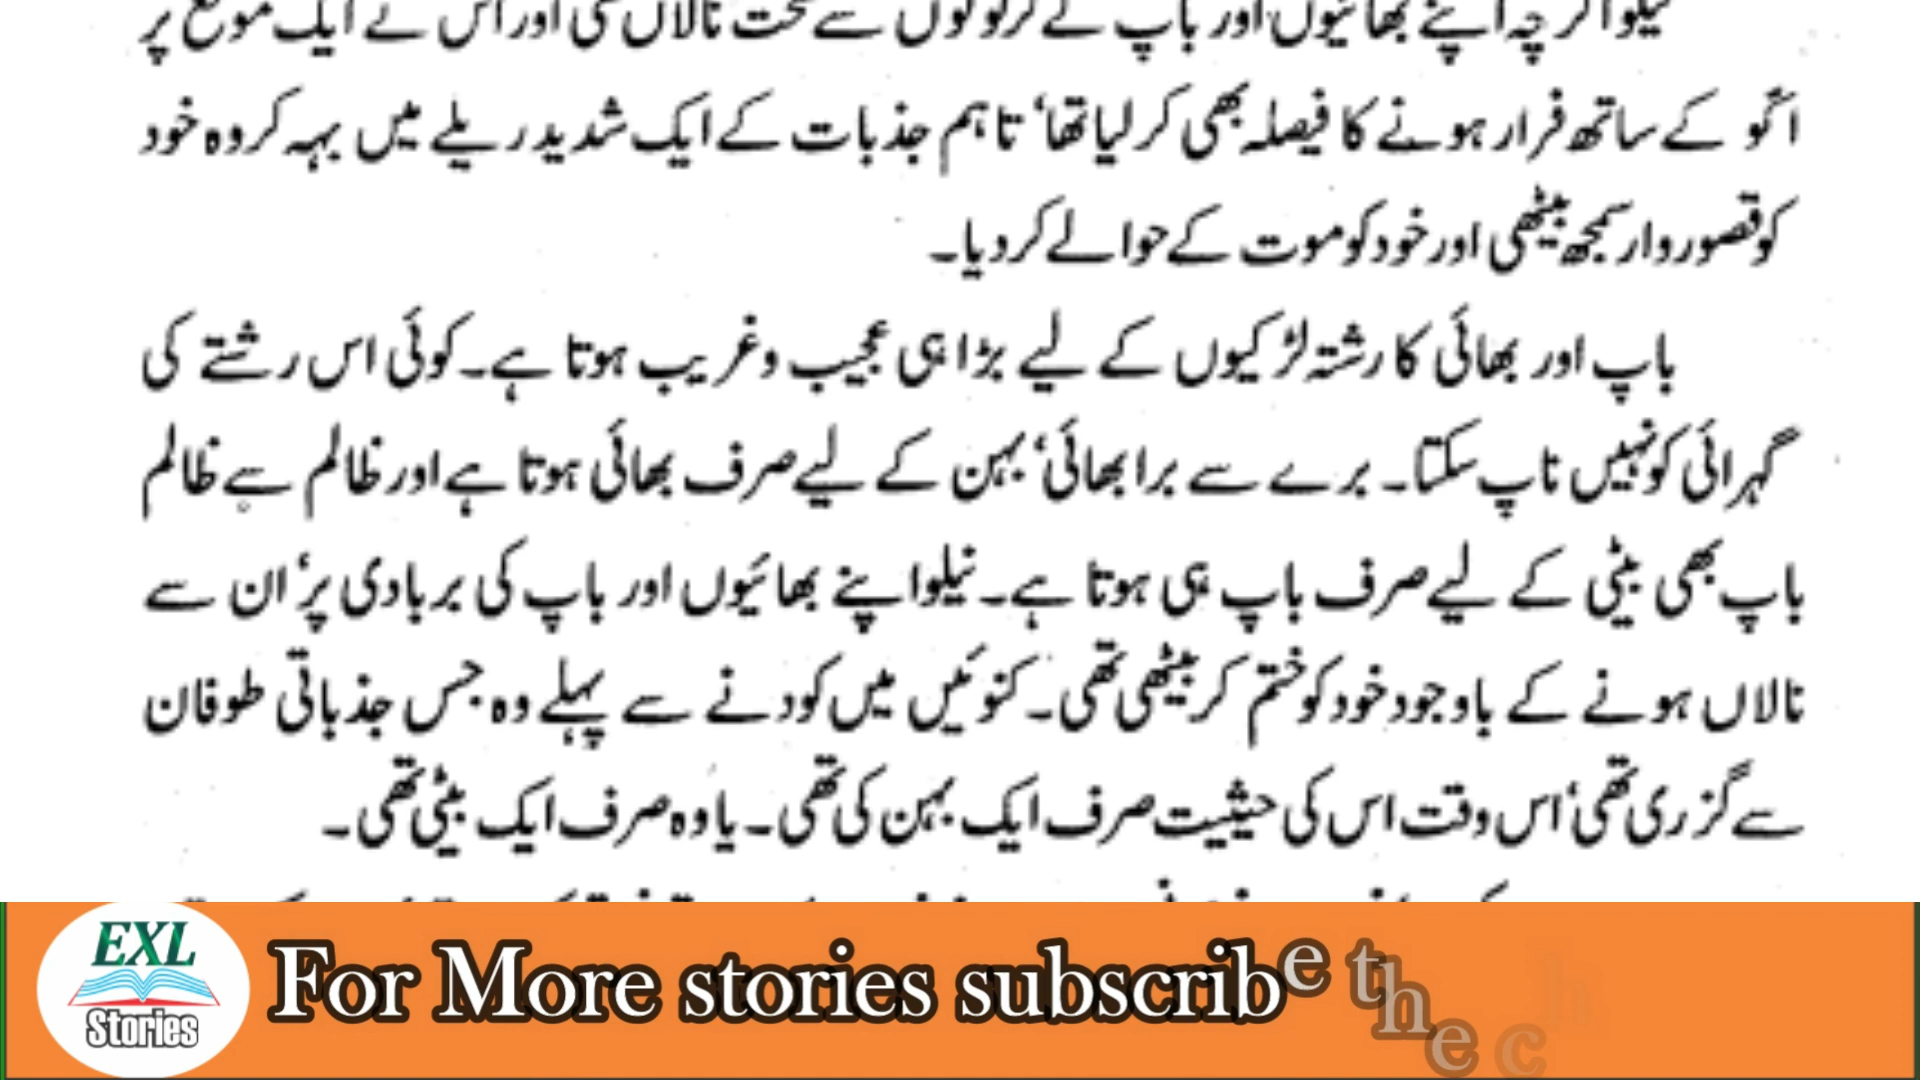 نیلو اگرچہ اپنے بھائیوں اور باپ کے کرتوتوں سے سخت نالاں تھی اور اس نے ایک موقع پر
اکو کے ساتھ فرار ہونے کا فیصلہ بھی کر لیا تھا، تاہم جذبات کے ایک شدید ریلے میں بہہ کر وہ خود
کو قصور وار سمجھ بیٹھی اور خود کو موت کے حوالے کر دیا۔
باپ اور بھائی کا رشتہ لڑکیوں کے لیے بڑا ہی عجیب و غریب ہوتا ہے۔ کوئی اس رشتے کی
گہرائی کو نہیں ناپ سکتا۔ برے سے برا بھائی، بہن کے لیے صرف بھائی ہوتا ہے اور ظالم سے ظالم
باپ بھی بیٹی کے لیے صرف باپ ہی ہوتا ہے۔ نیلو اپنے بھائیوں اور باپ کی بربادی پر، ان سے
نالاں ہونے کے باوجود خود کو ختم کر بیٹھی تھی۔ کنوئیں میں کودنے سے پہلے وہ جس جذباتی طوفان
سے گزری تھی، اس وقت اس کی حیثیت صرف ایک بہن کی تھی۔ یا وہ صرف ایک بیٹی تھی۔
EXL
Stories
For More stories subscribe the ch